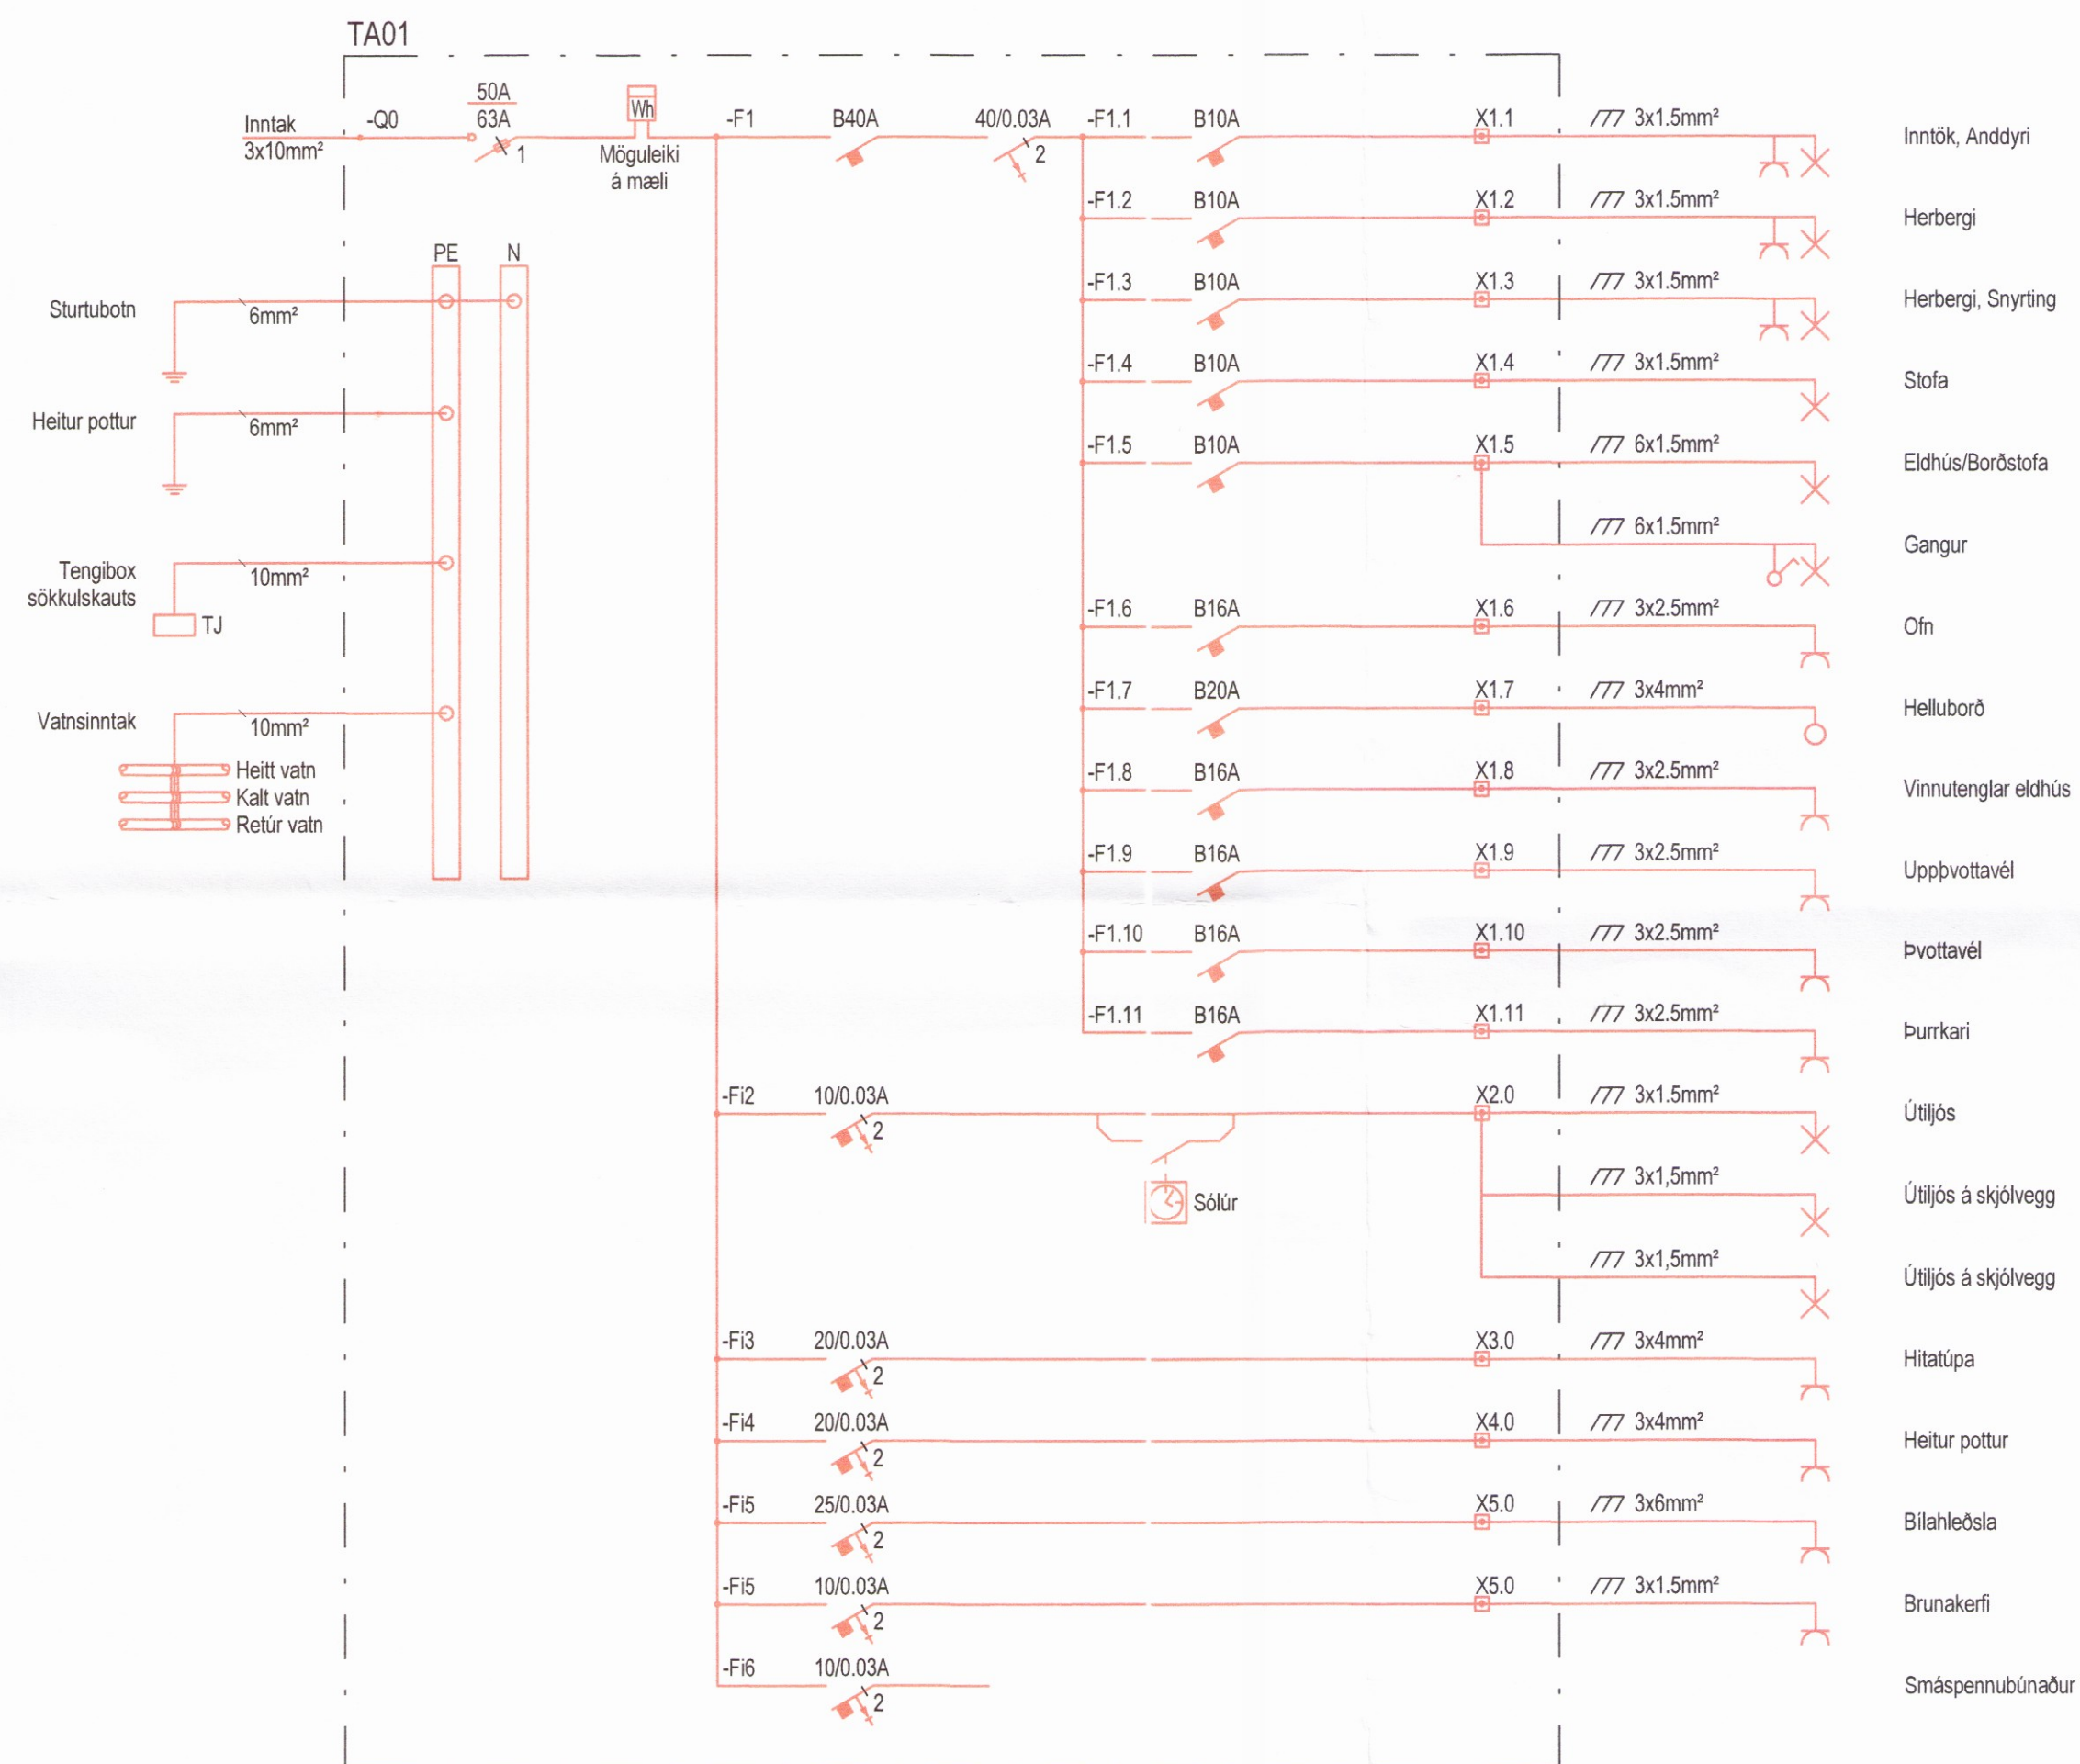 TA01
Inntak
3x10mm²
-Q0
50A
63A
1
Wh
Möguleiki
á mæli
-F1
B40A
40/0.03A
2
-F1.1
B10A
X1.1
3x1.5mm²
Inntök, Anddyri
-F1.2
B10A
X1.2
3x1.5mm²
Herbergi
-F1.3
B10A
X1.3
3x1.5mm²
Herbergi, Snyrting
-F1.4
B10A
X1.4
3x1.5mm²
Stofa
-F1.5
B10A
X1.5
6x1.5mm²
Eldhús/Borðstofa
6x1.5mm²
Gangur
-F1.6
B16A
X1.6
3x2.5mm²
Ofn
-F1.7
B20A
X1.7
3x4mm²
Helluborð
-F1.8
B16A
X1.8
3x2.5mm²
Vinnutenglar eldhús
-F1.9
B16A
X1.9
3x2.5mm²
Uppþvottavél
-F1.10
B16A
X1.10
3x2.5mm²
Þvottavél
-F1.11
B16A
X1.11
3x2.5mm²
Þurrkari
PE
N
Sturtubotn
6mm²
Heitur pottur
6mm²
Tengibox
sökkulskauts
10mm²
TJ
Vatnsinntak
10mm²
Heitt vatn
Kalt vatn
Retúr vatn
-Fi2
10/0.03A
2
Sólúr
X2.0
3x1.5mm²
Útiljós
3x1,5mm²
Útiljós á skjólvegg
3x1,5mm²
Útiljós á skjólvegg
-Fi3
20/0.03A
2
X3.0
3x4mm²
Hitatúpa
-Fi4
20/0.03A
2
X4.0
3x4mm²
Heitur pottur
-Fi5
25/0.03A
2
X5.0
3x6mm²
Bílahleðsla
-Fi5
10/0.03A
2
X5.0
3x1.5mm²
Brunakerfi
-Fi6
10/0.03A
2
Smáspennubúnaður